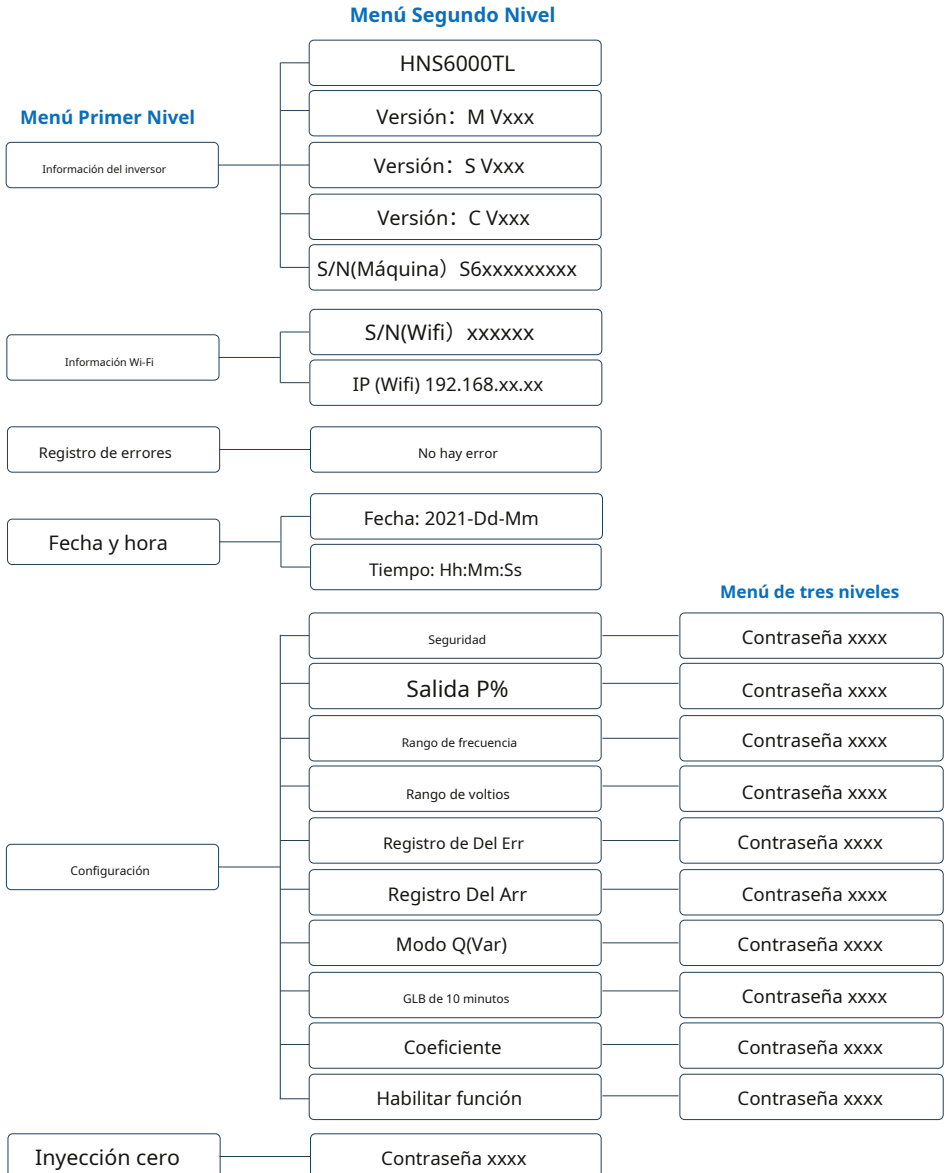 Menú Segundo Nivel
HNS6000TL
Menú Primer Nivel
Versión：M Vxxx
Información del inversor
Versión：S Vxxx
Versión：C Vxxx
S/N(Máquina）S6xxxxxxxxx
S/N(Wifi）xxxxxx
Información Wi-Fi
IP (Wifi) 192.168.xx.xx
Registro de errores
No hay error
Fecha: 2021-Dd-Mm
Fecha y hora
Tiempo: Hh:Mm:Ss
Menú de tres niveles
Seguridad
Contraseña xxxx
Salida P%
Contraseña xxxx
Rango de frecuencia
Contraseña xxxx
Rango de voltios
Contraseña xxxx
Registro de Del Err
Contraseña xxxx
Configuración
Registro Del Arr
Contraseña xxxx
Modo Q(Var)
Contraseña xxxx
GLB de 10 minutos
Contraseña xxxx
Coeficiente
Contraseña xxxx
Habilitar función
Contraseña xxxx
Inyección cero
Contraseña xxxx